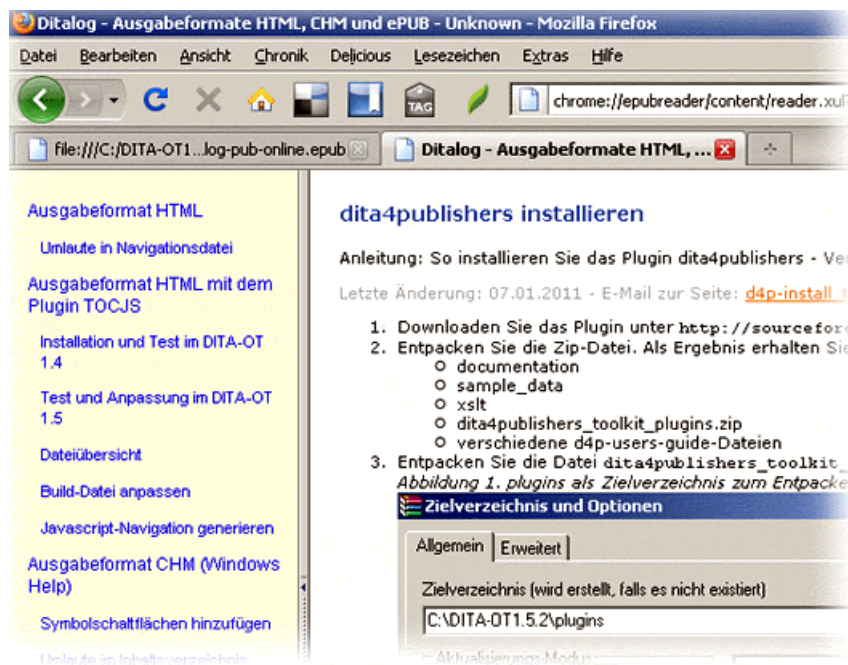 Ditalog - Ausgabeformate HTML, CHM und ePUB - Unknown - Mozilla Firefox
Datei Bearbeiten Ansicht Chronik Delicious Lesezeichen Extras Hilfe
TAG
chrome://epubreader/content/reader.xul?
file:///C:/DITA-OT1...log-pub-online.epub
Ditalog - Ausgabeformate HTML, ...
Ausgabeformat HTML
Umlaute in Navigationsdatei
Ausgabeformat HTML mit dem
Plugin TOCJS
Installation und Test im DITA-OT
1.4
Test und Anpassung im DITA-OT
1.5
Dateiübersicht
Build-Datei anpassen
Javascript-Navigation generieren
Ausgabeformat CHM (Windows
Help)
Symbolschaltflächen hinzufügen
Umlaute im Inhaltsverzeichnis
dita4publishers installieren
Anleitung: So installieren Sie das Plugin dita4publishers - Ve
Letzte Änderung: 07.01.2011 - E-Mail zur Seite: d4p-install_t
1. Downloaden Sie das Plugin unter http://sourcefor
2. Entpacken Sie die Zip-Datei. Als Ergebnis erhalten Sie
documentation
sample_data
xslt
dita4publishers_toolkit_plugins.zip
verschiedene d4p-users-guide-Dateien
3. Entpacken Sie die Datei dita4publishers_toolkit_
Abbildung 1. plugins als Zielverzeichnis zum Entpacke
Zielverzeichnis und Optionen
Allgemein Erweitert
Zielverzeichnis (wird erstellt, falls es nicht existiert)
C:\DITA-OT1.5.2\plugins
Aktualisierungs-Modus